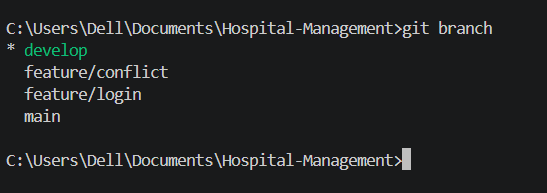 C:\Users\Dell\Documents\Hospital-Management>git branch
* develop
  feature/conflict
  feature/login
  main
C:\Users\Dell\Documents\Hospital-Management>